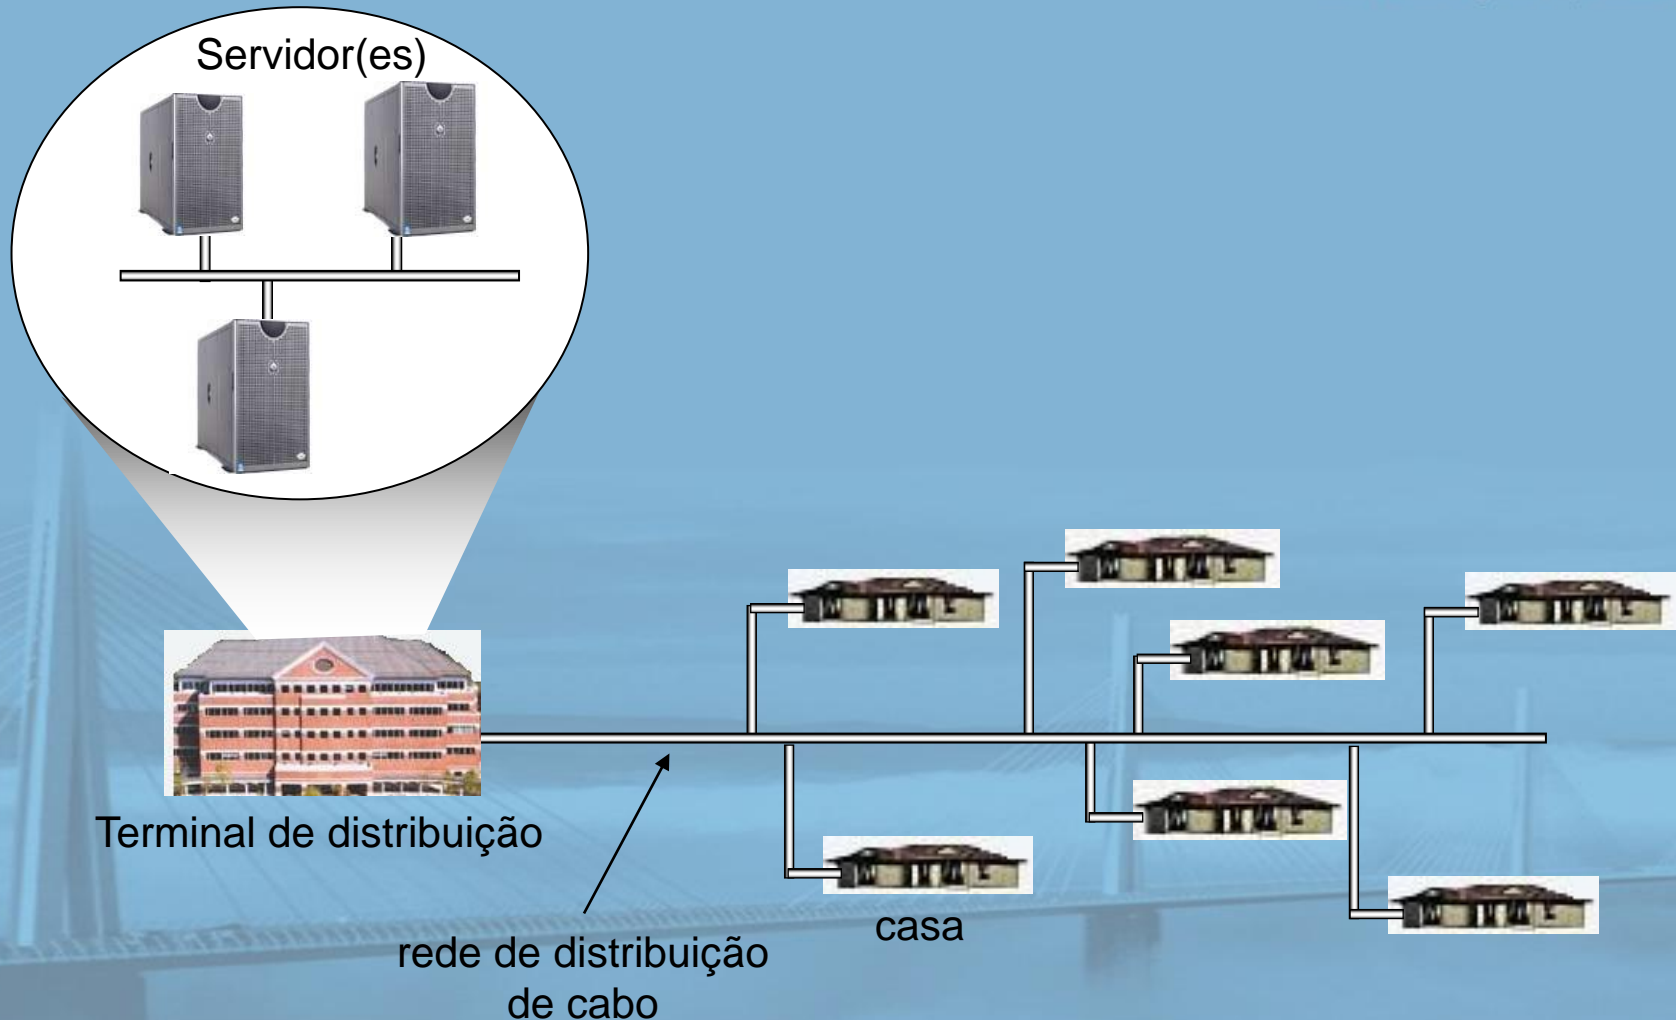 Servidor(es)
Terminal de distribuição
rede de distribuição
de cabo
casa